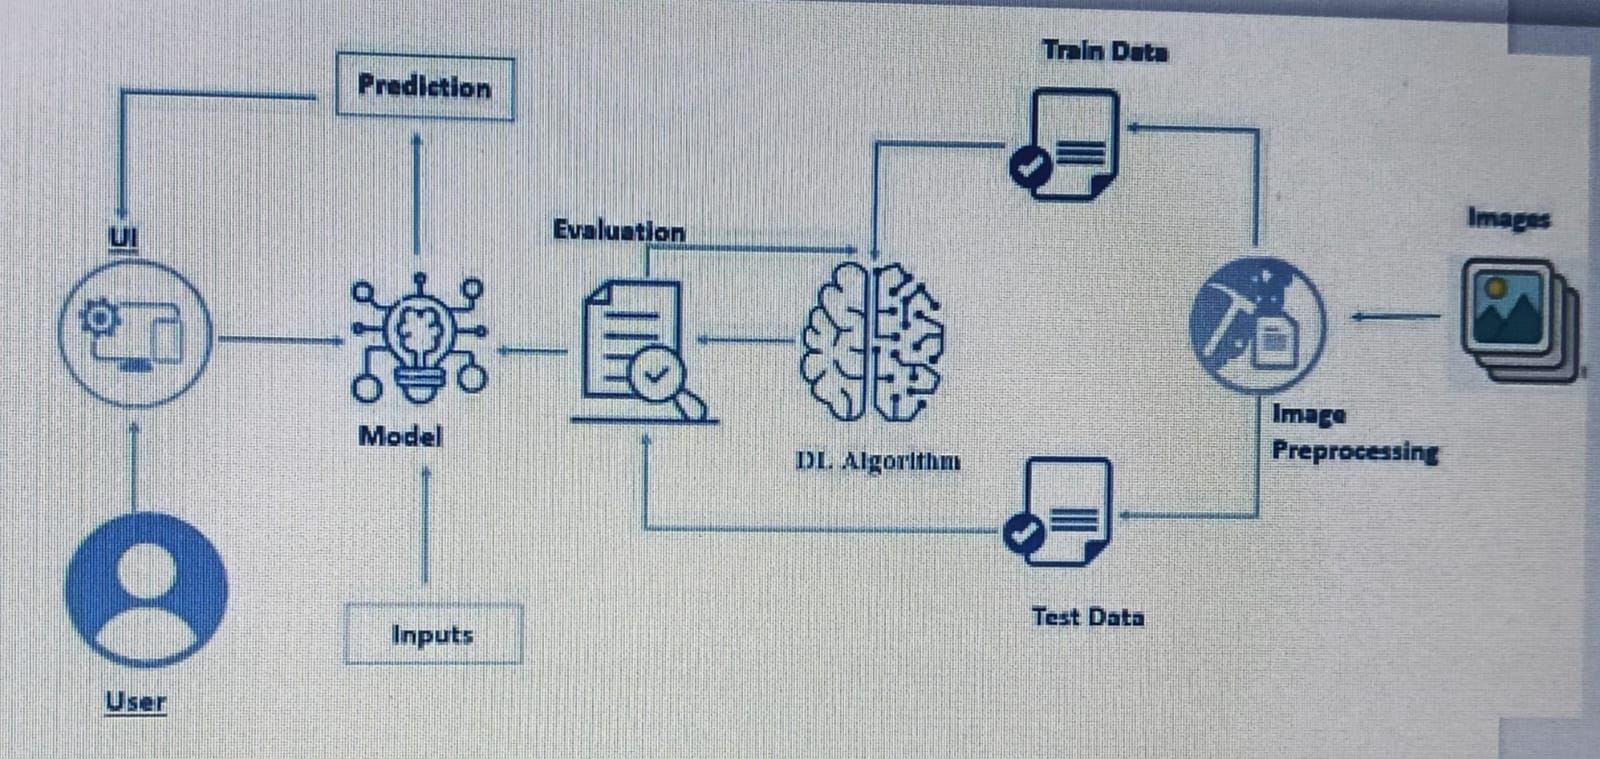 Train Data
Prediction
Images
UI
Evaluation
Image
Preprocessing
Model
DL Algorithm
Test Data
Inputs
User